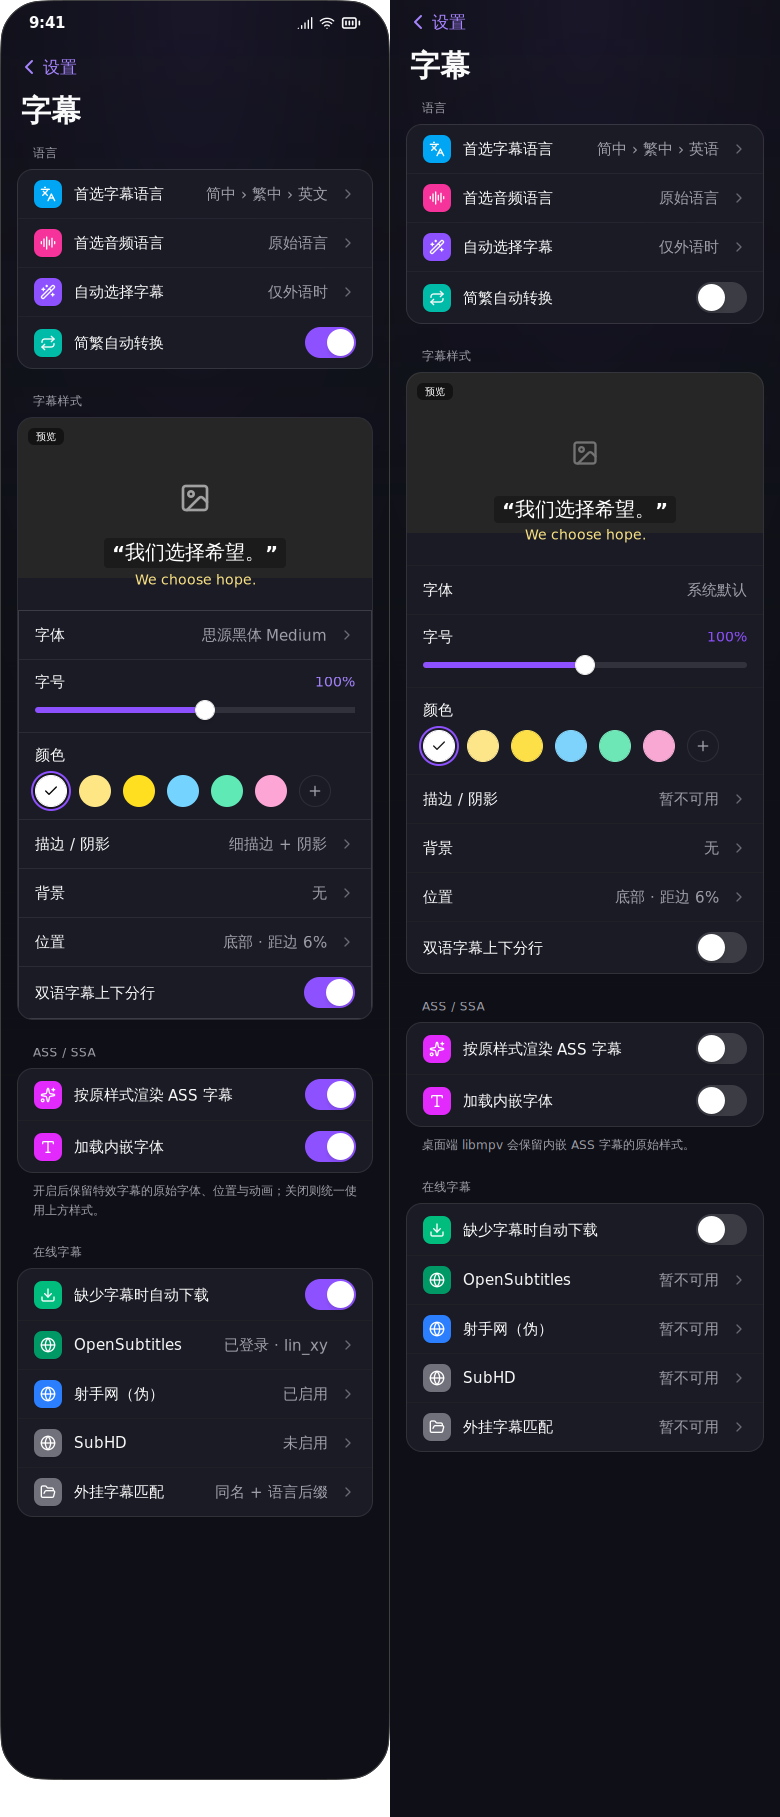 9:41
设置
字幕
语言
首选字幕语言 简中 › 繁中 › 英文
首选音频语言 原始语言
自动选择字幕 仅外语时
简繁自动转换
字幕样式
预览
“我们选择希望。”
We choose hope.
字体 思源黑体 Medium
字号 100%
颜色
描边 / 阴影 细描边 + 阴影
背景 无
位置 底部 · 距边 6%
双语字幕上下分行
ASS / SSA
按原样式渲染 ASS 字幕
加载内嵌字体
开启后保留特效字幕的原始字体、位置与动画；关闭则统一使
用上方样式。
在线字幕
缺少字幕时自动下载
OpenSubtitles 已登录 · lin_xy
射手网（伪） 已启用
SubHD 未启用
外挂字幕匹配 同名 + 语言后缀
设置
字幕
语言
首选字幕语言 简中 › 繁中 › 英语
首选音频语言 原始语言
自动选择字幕 仅外语时
简繁自动转换
字幕样式
预览
“我们选择希望。”
We choose hope.
字体 系统默认
字号 100%
颜色
描边 / 阴影 暂不可用
背景 无
位置 底部 · 距边 6%
双语字幕上下分行
ASS / SSA
按原样式渲染 ASS 字幕
加载内嵌字体
桌面端 libmpv 会保留内嵌 ASS 字幕的原始样式。
在线字幕
缺少字幕时自动下载
OpenSubtitles 暂不可用
射手网（伪） 暂不可用
SubHD 暂不可用
外挂字幕匹配 暂不可用